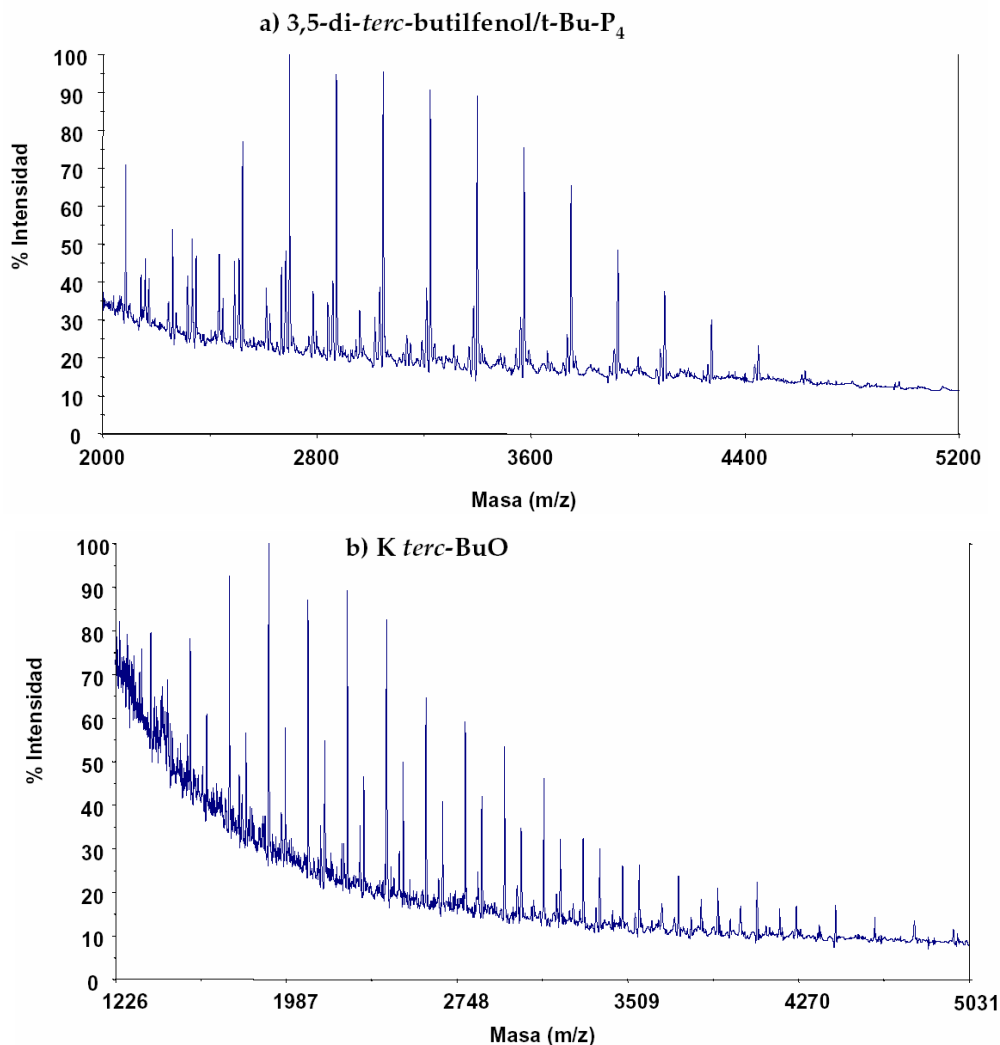 a) 3,5-di-terc-butilfenol/t-Bu-P4
100
90
80
70
60
50
40
30
20
10
0
% Intensidad
2000 2800 3600 4400 5200
Masa (m/z)
b) K terc-BuO
100
90
80
70
60
50
40
30
20
10
0
% Intensidad
1226 1987 2748 3509 4270 5031
Masa (m/z)